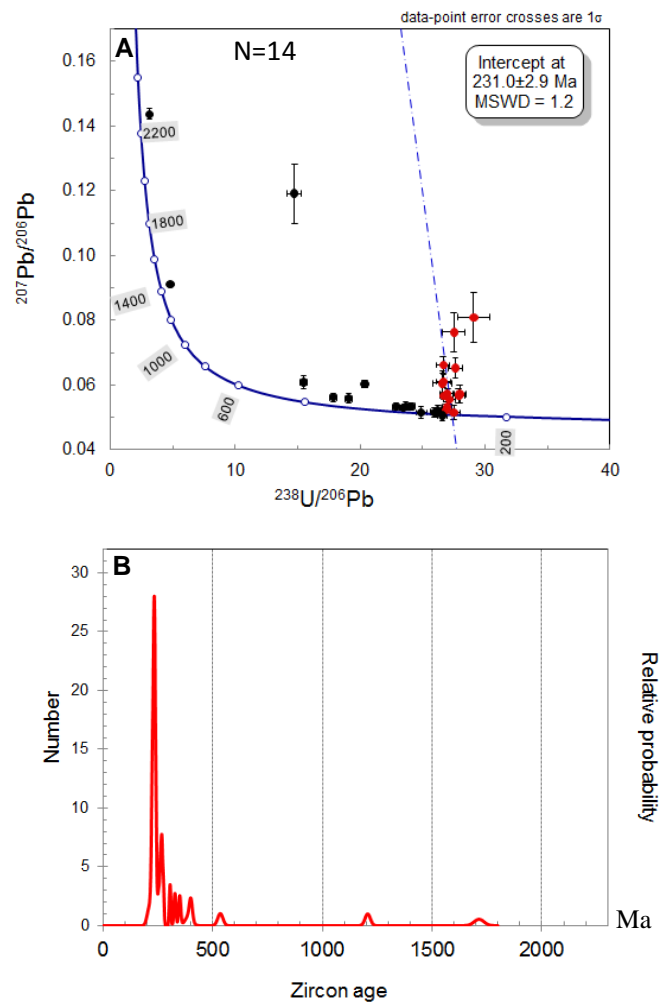 data-point error crosses are 1σ
A
N=14
Intercept at
231.0±2.9 Ma
MSWD = 1.2
0.16
0.14
0.12
0.10
0.08
0.06
0.04
2200
1800
1400
1000
600
200
0 10 20 30 40
207Pb/206Pb
238U/206Pb
B
30
25
20
15
10
5
0
Number
Relative probability
0 500 1000 1500 2000
Ma
Zircon age